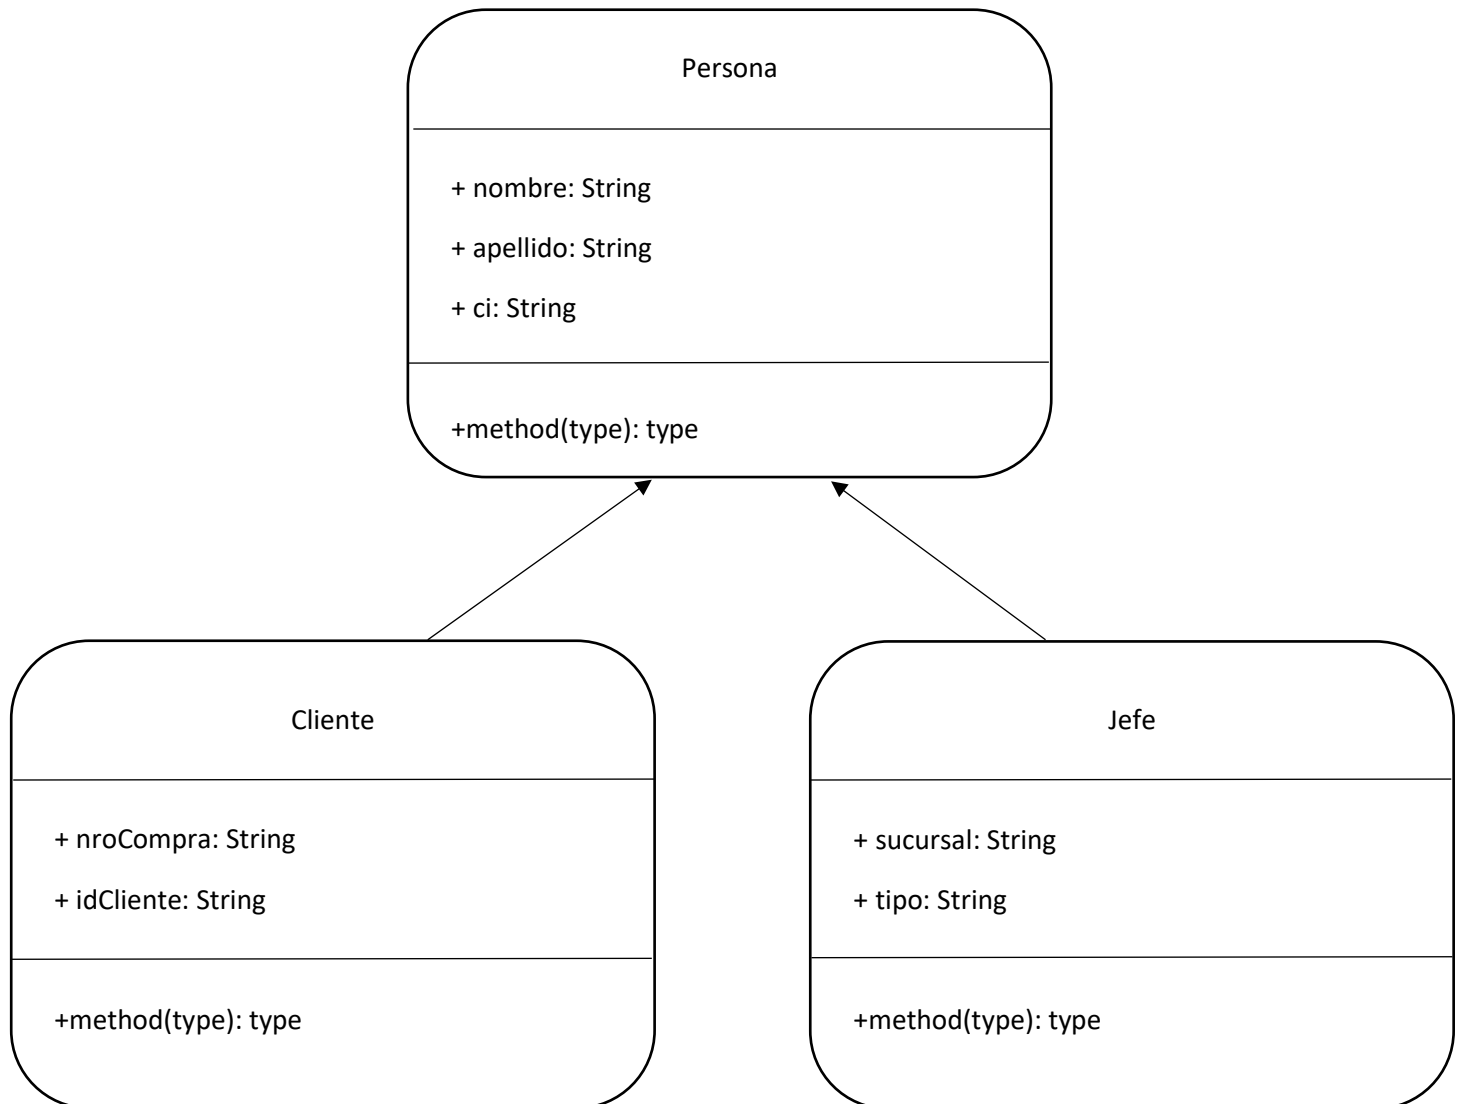 Persona
+ nombre: String
+ apellido: String
+ ci: String
+method(type): type
Cliente
+ nroCompra: String
+ idCliente: String
+method(type): type
Jefe
+ sucursal: String
+ tipo: String
+method(type): type